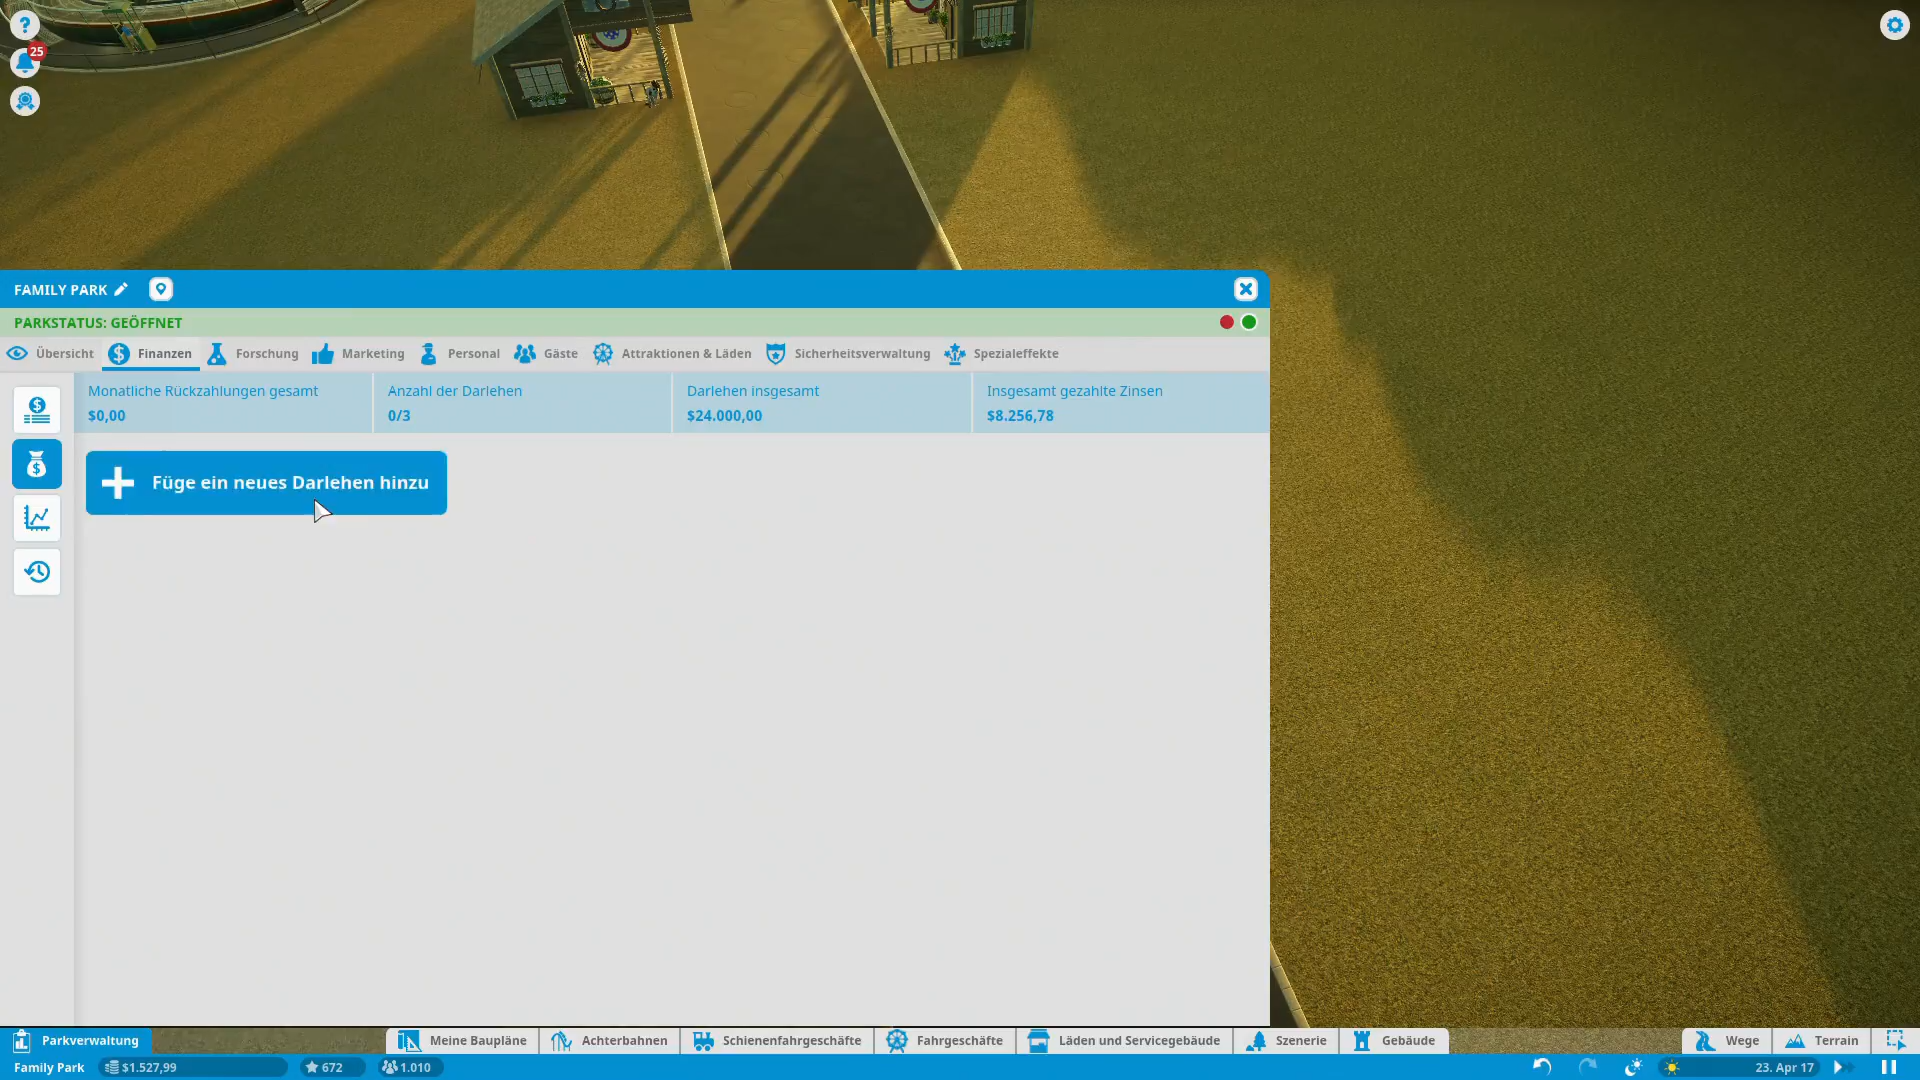 ?
25
FAMILY PARK
PARKSTATUS: GEÖFFNET
Übersicht
Finanzen
Forschung
Marketing
Personal
Gäste
Attraktionen & Läden
Sicherheitsverwaltung
Spezialeffekte
Monatliche Rückzahlungen gesamt
$0,00
Anzahl der Darlehen
0/3
Darlehen insgesamt
$24.000,00
Insgesamt gezahlte Zinsen
$8.256,78
Füge ein neues Darlehen hinzu
Parkverwaltung
Meine Baupläne
Achterbahnen
Schienenfahrgeschäfte
Fahrgeschäfte
Läden und Servicegebäude
Szenerie
Gebäude
Wege
Terrain
Family Park
$1.527,99
672
1.010
23. Apr 17